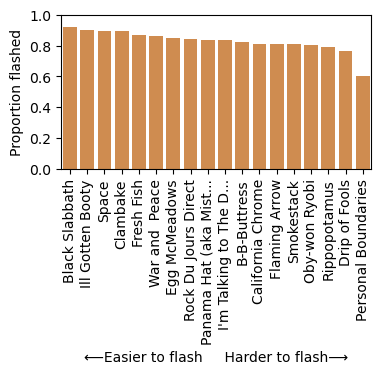 Proportion flashed
1.0
0.8
0.6
0.4
0.2
0.0
Black Slabbath
Ill Gotten Booty
Space
Clambake
Fresh Fish
War and  Peace
Egg McMeadows
Rock Du Jours Direct
Panama Hat (aka Mist...
I'm Talking to The D...
B-B-Buttress
California Chrome
Flaming Arrow
Smokestack
Oby-won Ryobi
Rippopotamus
Drip of Fools
Personal Boundaries
⟵Easier to flash     Harder to flash⟶